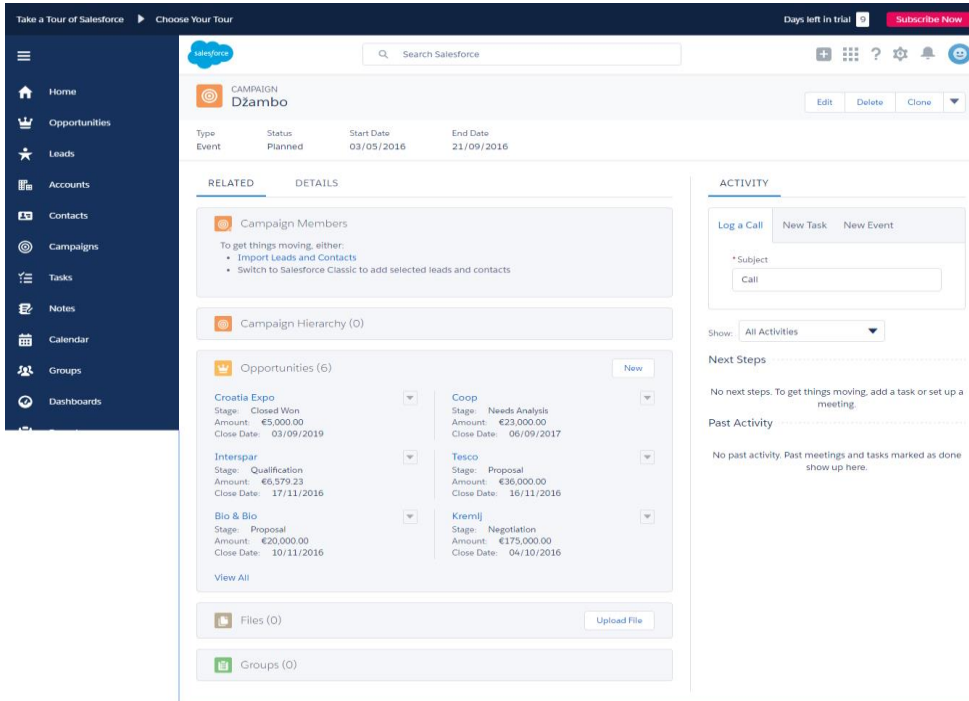 Take a Tour of Salesforce Choose Your Tour
Days left in trial 9 Subscribe Now
salesforce
Search Salesforce
Home
Opportunities
Leads
Accounts
Contacts
Campaigns
Tasks
Notes
Calendar
Groups
Dashboards
CAMPAIGN
Džambo
Edit Delete Clone
Type Status Start Date End Date
Event Planned 03/05/2016 21/09/2016
RELATED DETAILS
Campaign Members
To get things moving, either:
• Import Leads and Contacts
• Switch to Salesforce Classic to add selected leads and contacts
Campaign Hierarchy (0)
Opportunities (6) New
Croatia Expo
Stage: Closed Won
Amount: €5,000.00
Close Date: 03/09/2019
Coop
Stage: Needs Analysis
Amount: €23,000.00
Close Date: 06/09/2017
Interspar
Stage: Qualification
Amount: €6,579.23
Close Date: 17/11/2016
Tesco
Stage: Proposal
Amount: €36,000.00
Close Date: 16/11/2016
Bio & Bio
Stage: Proposal
Amount: €20,000.00
Close Date: 10/11/2016
Kremlj
Stage: Negotiation
Amount: €175,000.00
Close Date: 04/10/2016
View All
Files (0) Upload File
Groups (0)
ACTIVITY
Log a Call New Task New Event
*Subject
Call
Show: All Activities
Next Steps
No next steps. To get things moving, add a task or set up a
meeting.
Past Activity
No past activity. Past meetings and tasks marked as done
show up here.